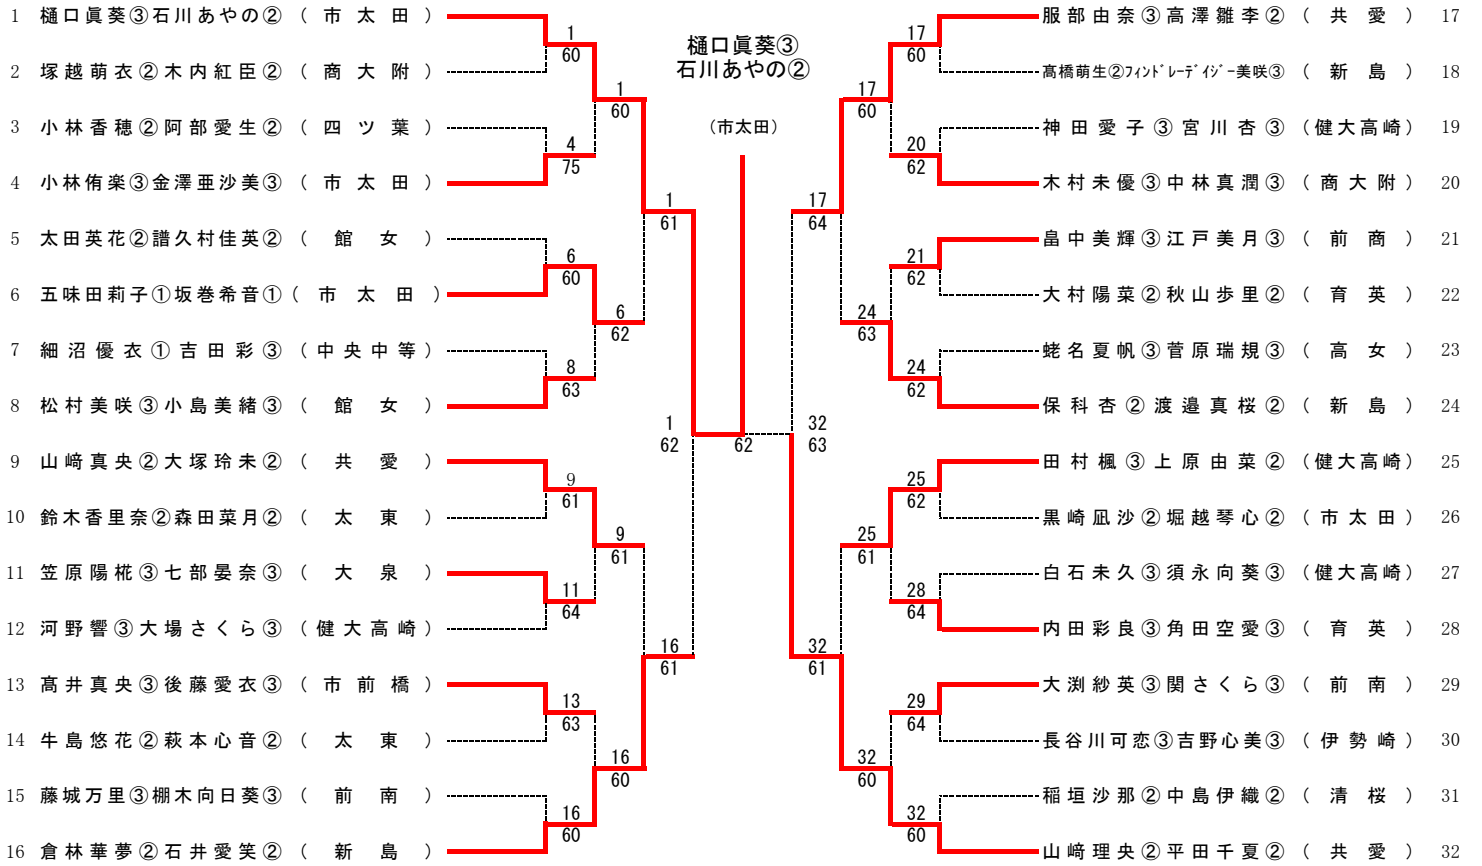 1 樋口眞葵③石川あやの② （ 市 太 田 ）
2 塚越萌衣②木内紅臣② （ 商 大 附 ）
3 小林香穂②阿部愛生② （ 四 ツ 葉 ）
4 小林侑楽③金澤亜沙美③ （ 市 太 田 ）
5 太田英花②譜久村佳英② （ 館 女 ）
6 五味田莉子①坂巻希音① （ 市 太 田 ）
7 細沼優衣①吉田彩③ （ 中央中等 ）
8 松村美咲③小島美緒③ （ 館 女 ）
9 山﨑真央②大塚玲未② （ 共 愛 ）
10 鈴木香里奈②森田菜月② （ 太 東 ）
11 笠原陽椛③七部晏奈③ （ 大 泉 ）
12 河野響③大場さくら③ （ 健大高崎 ）
13 髙井真央③後藤愛衣③ （ 市 前 橋 ）
14 牛島悠花②萩本心音② （ 太 東 ）
15 藤城万里③棚木向日葵③ （ 前 南 ）
16 倉林華夢②石井愛笑② （ 新 島 ）
1
60
4
75
6
60
8
63
9
61
11
64
13
63
16
60
1
60
6
62
9
61
16
60
1
61
16
61
1
62
樋口眞葵③
石川あやの②
（市太田）
62
32
63
17
64
32
61
17
60
24
63
25
61
32
60
17
60
20
62
21
62
24
62
25
62
28
64
29
64
32
60
服部由奈③高澤雛李② （ 共 愛 ） 17
髙橋萌生②ﾌｨﾝﾄﾞﾚｰﾃﾞｲｼﾞｰ美咲③ （ 新 島 ） 18
神田愛子③宮川杏③ （健大高崎） 19
木村未優③中林真潤③ （ 商 大 附 ） 20
畠中美輝③江戸美月③ （ 前 商 ） 21
大村陽菜②秋山歩里② （ 育 英 ） 22
蛯名夏帆③菅原瑞規③ （ 高 女 ） 23
保科杏②渡邉真桜② （ 新 島 ） 24
田村楓③上原由菜② （健大高崎） 25
黒崎凪沙②堀越琴心② （ 市 太 田 ） 26
白石未久③須永向葵③ （健大高崎） 27
内田彩良③角田空愛③ （ 育 英 ） 28
大渕紗英③関さくら③ （ 前 南 ） 29
長谷川可恋③吉野心美③ （ 伊 勢 崎 ） 30
稲垣沙那②中島伊織② （ 清 桜 ） 31
山﨑理央②平田千夏② （ 共 愛 ） 32